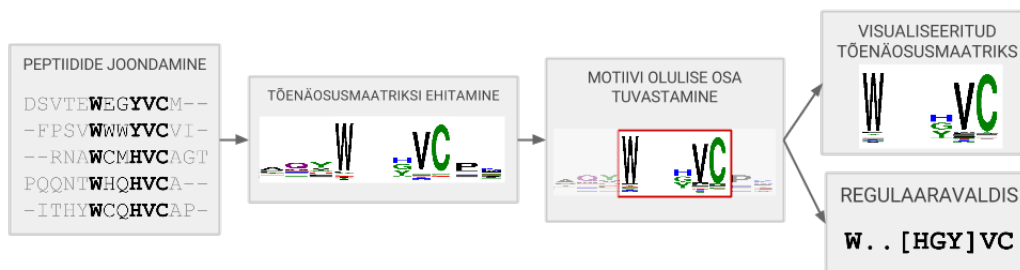 PEPTIIDIDE JOONDAMINE
DSVTEWEGYVCM--
-FPSVWWWYVCVI-
--RNAWCMHVCAGT
PQQNTWHQHVCA--
-ITHYWCQHVCAP-
TÕENÄOSUSMAATRIKSI EHITAMINE
MOTIIVI OLULISE OSA
TUVASTAMINE
VISUALISEERITUD
TÕENÄOSUSMAATRIKS
REGULAARAVALDIS
W..[HGY]VC